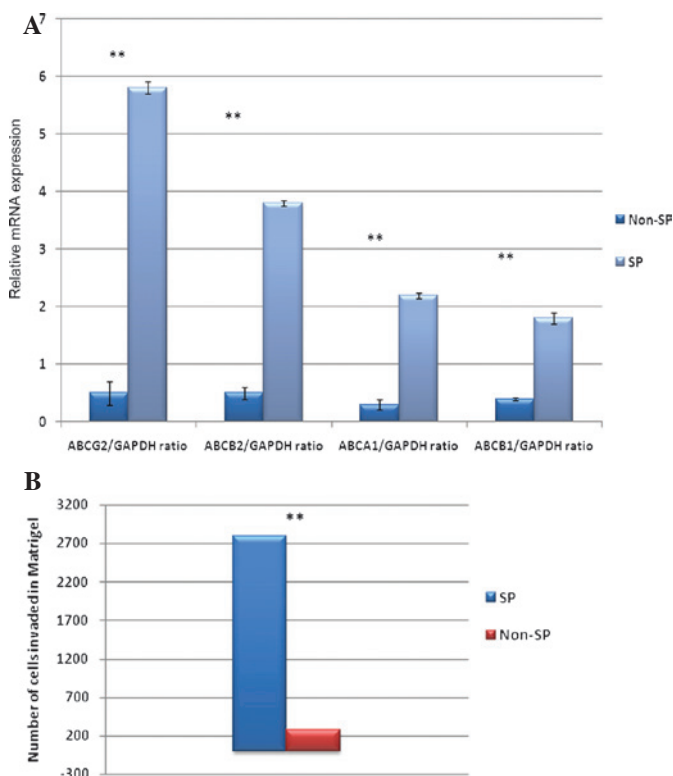 A
7
6
5
4
3
2
1
0
Relative mRNA expression
**
**
**
**
Non-SP
SP
ABCG2/GAPDH ratio
ABCB2/GAPDH ratio
ABCA1/GAPDH ratio
ABCB1/GAPDH ratio
B
3200
2700
2200
1700
1200
700
200
-300
Number of cells invaded in Matrigel
**
SP
Non-SP